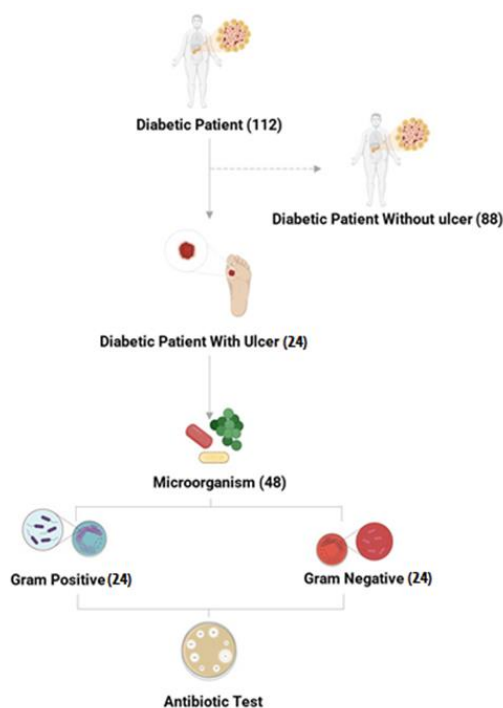 Diabetic Patient (112)
Diabetic Patient Without ulcer (88)
Diabetic Patient With Ulcer (24)
Microorganism (48)
Gram Positive (24)
Gram Negative (24)
Antibiotic Test